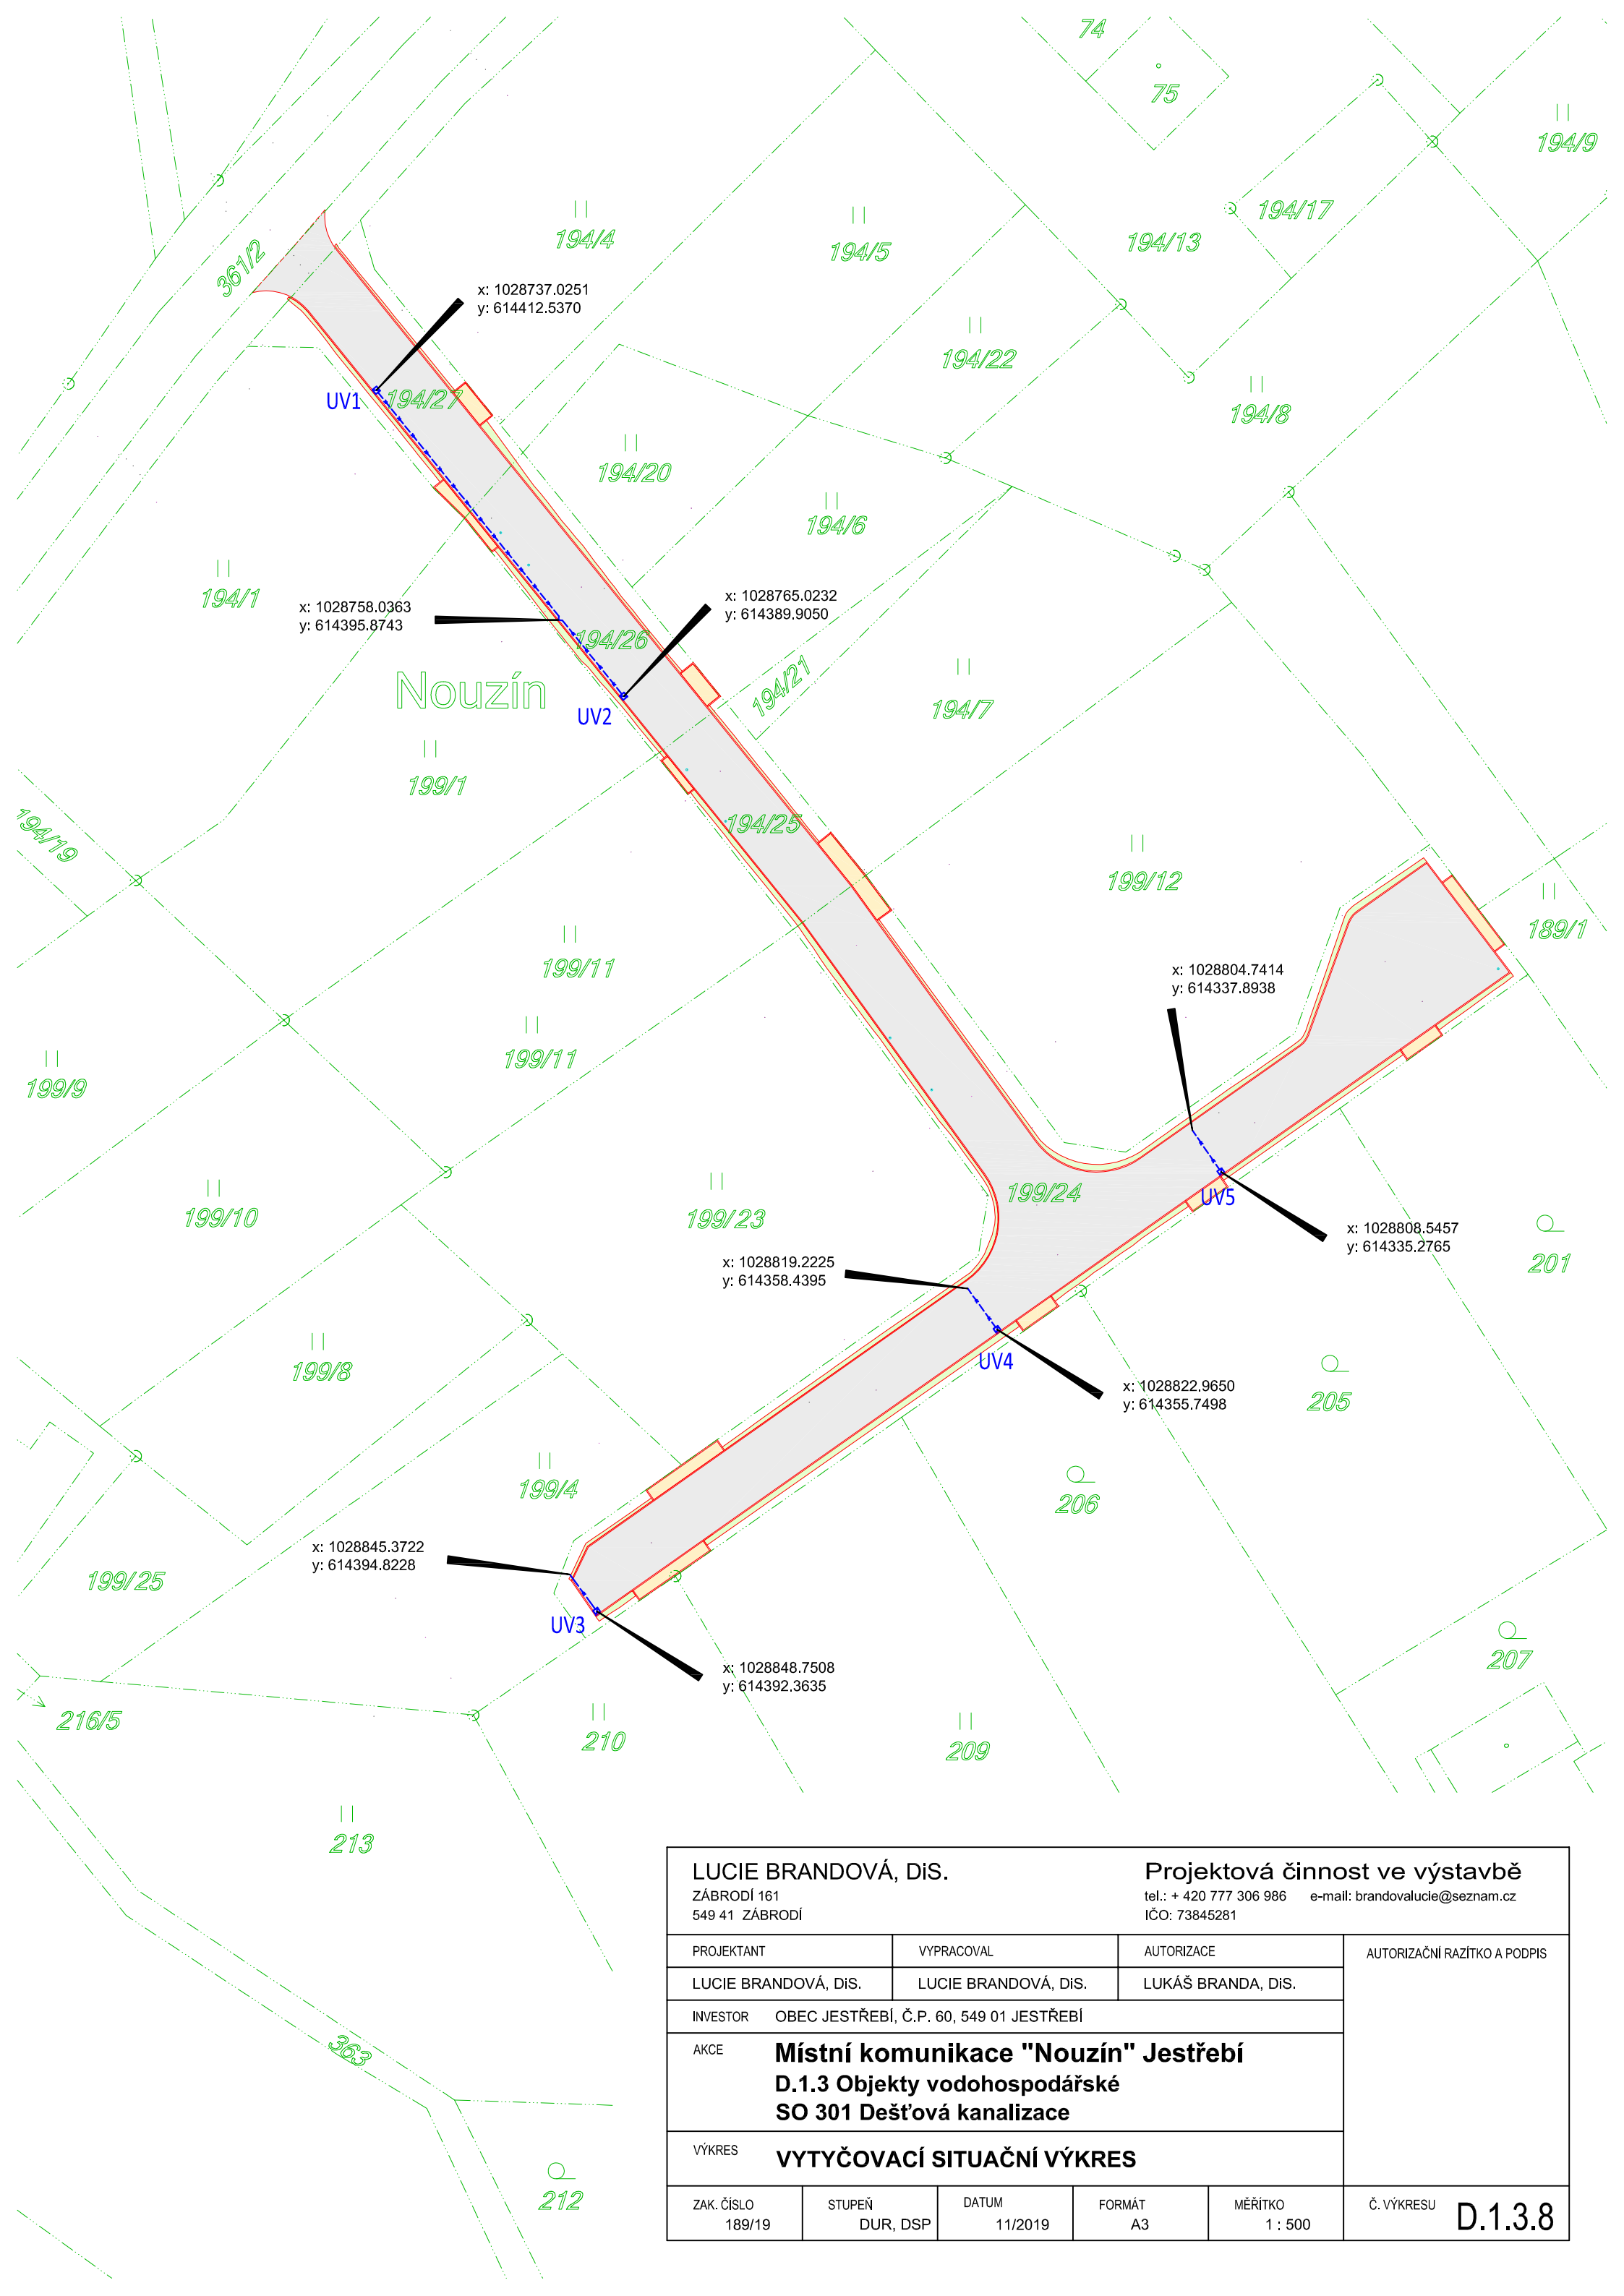 74
75
194/9
194/17
194/4
194/5
194/13
361/2
x: 1028737.0251
y: 614412.5370
194/22
UV1
194/27
194/8
194/20
194/6
194/1
x: 1028758.0363
y: 614395.8743
x: 1028765.0232
y: 614389.9050
194/26
Nouzín
194/21
UV2
194/7
199/1
194/19
194/25
199/12
189/1
199/11
x: 1028804.7414
y: 614337.8938
199/11
199/9
199/10
199/23
199/24
UV5
x: 1028808.5457
y: 614335.2765
201
x: 1028819.2225
y: 614358.4395
UV4
199/8
x: 1028822.9650
y: 614355.7498
205
199/4
206
x: 1028845.3722
y: 614394.8228
199/25
UV3
207
x: 1028848.7508
y: 614392.3635
216/5
210
209
213
363
212
LUCIE BRANDOVÁ, DiS.
ZÁBRODÍ 161
549 41 ZÁBRODÍ
Projektová činnost ve výstavbě
tel.: + 420 777 306 986 e-mail: brandovalucie@seznam.cz
IČO: 73845281
PROJEKTANT VYPRACOVAL AUTORIZACE AUTORIZAČNÍ RAZÍTKO A PODPIS
LUCIE BRANDOVÁ, DiS. LUCIE BRANDOVÁ, DiS. LUKÁŠ BRANDA, DiS.
INVESTOR OBEC JESTŘEBÍ, Č.P. 60, 549 01 JESTŘEBÍ
AKCE Místní komunikace "Nouzín" Jestřebí
D.1.3 Objekty vodohospodářské
SO 301 Dešťová kanalizace
VÝKRES VYTYČOVACÍ SITUAČNÍ VÝKRES
ZAK. ČÍSLO STUPEŇ DATUM FORMÁT MĚŘÍTKO Č. VÝKRESU
189/19 DUR, DSP 11/2019 A3 1 : 500 D.1.3.8